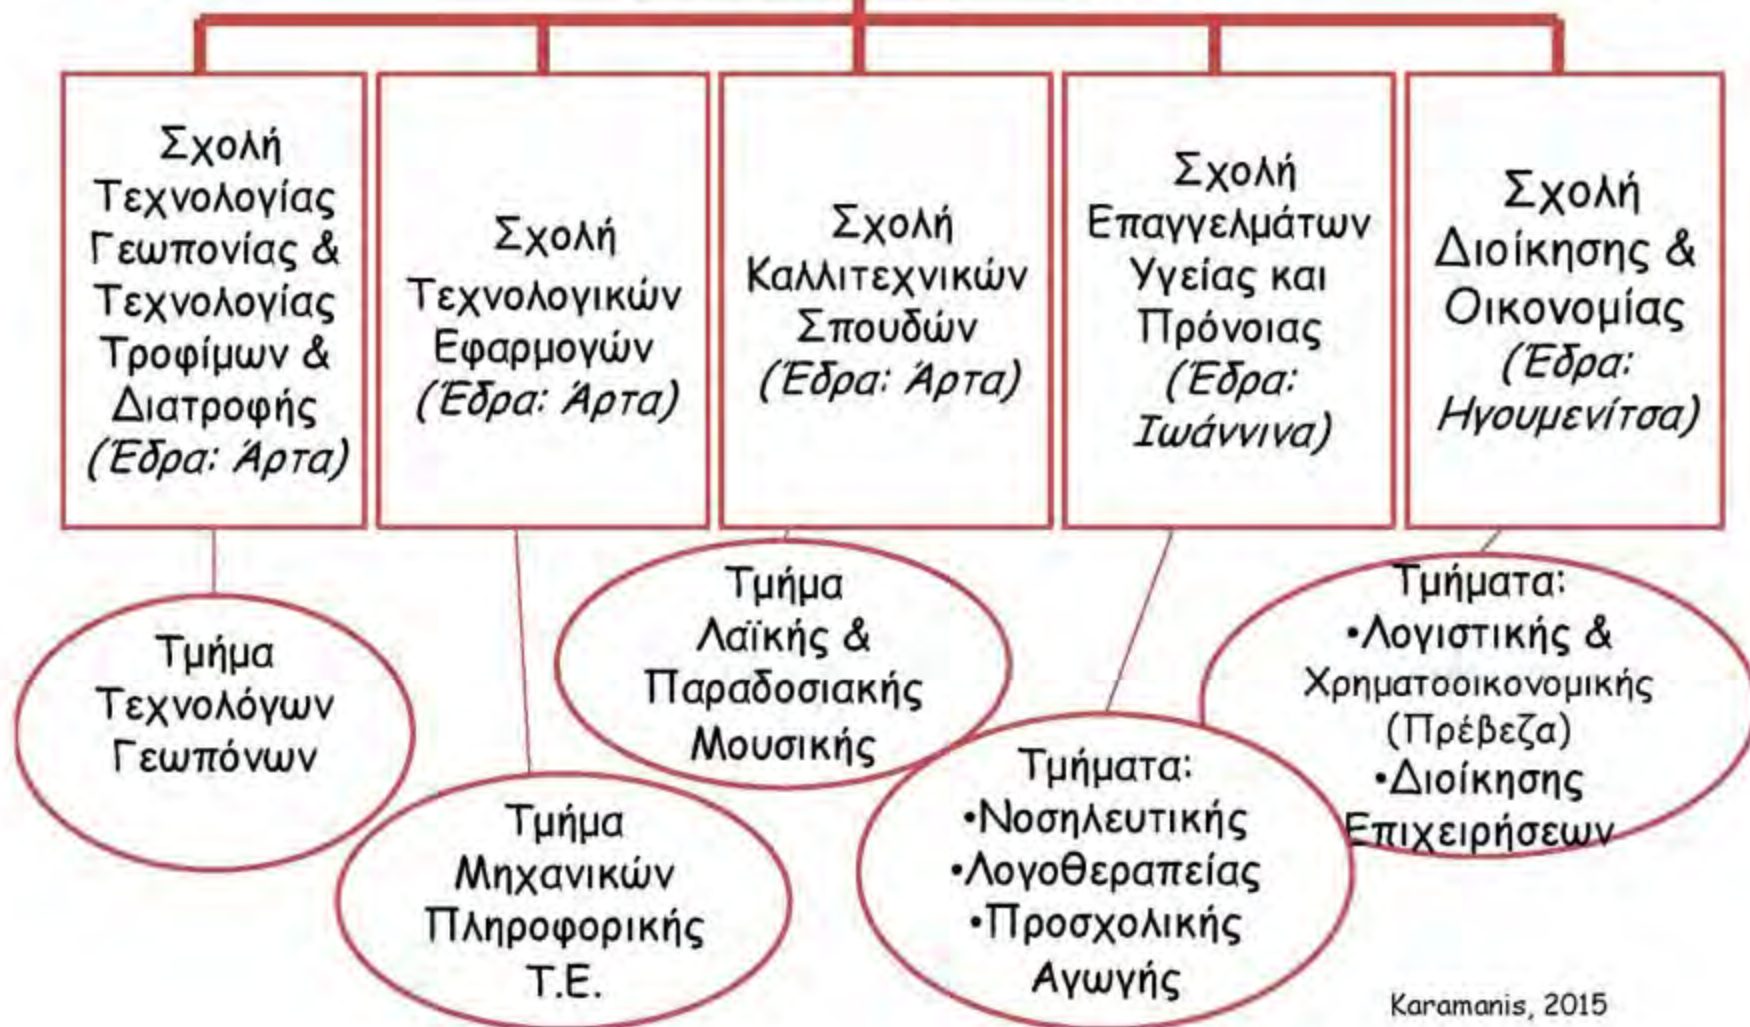 Σχολή
Τεχνολογίας
Γεωπονίας &
Τεχνολογίας
Τροφίμων &
Διατροφής
(Έδρα: Άρτα)
Σχολή
Τεχνολογικών
Εφαρμογών
(Έδρα: Άρτα)
Σχολή
Καλλιτεχνικών
Σπουδών
(Έδρα: Άρτα)
Σχολή
Επαγγελμάτων
Υγείας και
Πρόνοιας
(Έδρα:
Ιωάννινα)
Σχολή
Διοίκησης &
Οικονομίας
(Έδρα:
Ηγουμενίτσα)
Τμήμα
Τεχνολόγων
Γεωπόνων
Τμήμα
Μηχανικών
Πληροφορικής
Τ.Ε.
Τμήμα
Λαϊκής &
Παραδοσιακής
Μουσικής
Τμήματα:
•Νοσηλευτικής
•Λογοθεραπείας
•Προσχολικής
Αγωγής
Τμήματα:
•Λογιστικής &
Χρηματοοικονομικής
(Πρέβεζα)
•Διοίκησης
Επιχειρήσεων
Karamanis, 2015